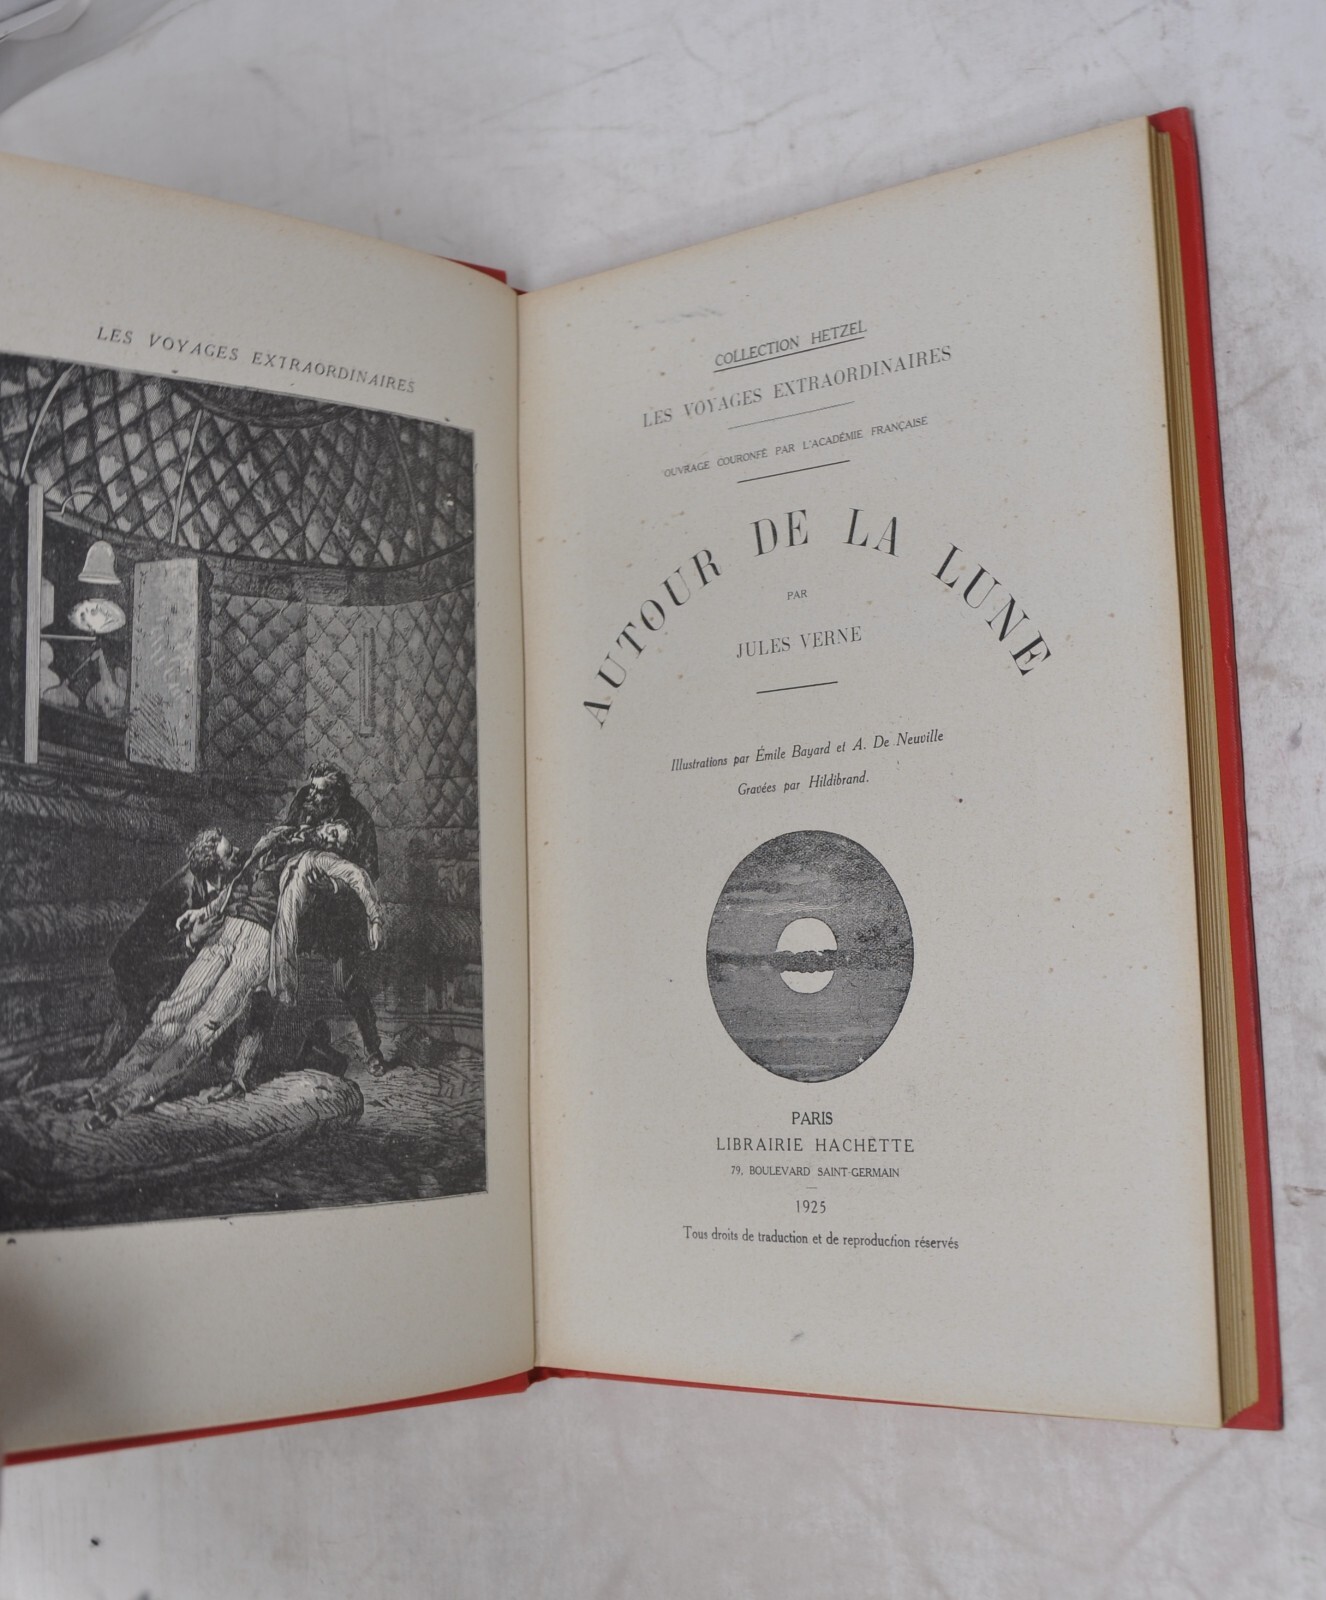 LES VOYAGES EXTRAORDINAIRES
COLLECTION HETZEL
LES VOYAGES EXTRAORDINAIRES
OUVRAGE COURONFÉ PAR L'ACADÉMIE FRANÇAISE
AUTOUR DE LA LUNE
PAR
JULES VERNE
Illustrations par Émile Bayard et A. De Neuville
Gravées par Hildibrand.
PARIS
LIBRAIRIE HACHETTE
79, BOULEVARD SAINT-GERMAIN
1925
Tous droits de traduction et de reproduction réservés